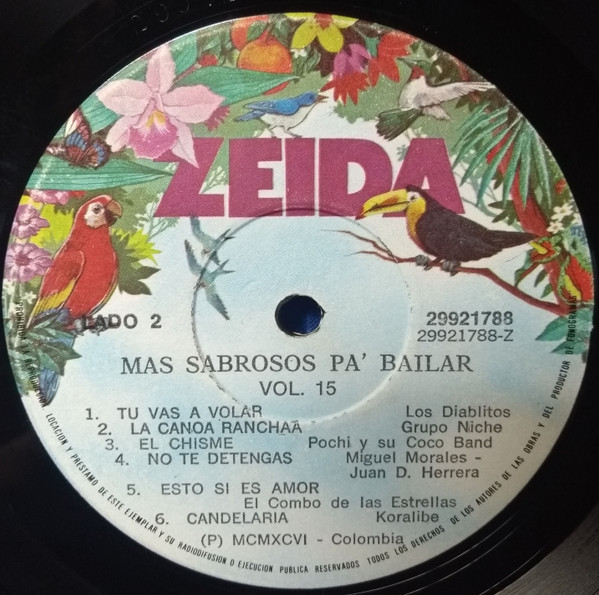 ZEIDA
LADO 2
29921788
29921788-Z
MAS SABROSOS PA' BAILAR
VOL. 15
1. TU VAS A VOLAR Los Diablitos
2. LA CANOA RANCHAA Grupo Niche
3. EL CHISME Pochi y su Coco Band
4. NO TE DETENGAS Miguel Morales -
Juan D. Herrera
5. ESTO SI ES AMOR
El Combo de las Estrellas
6. CANDELARIA Koralibe
(P) MCMXCVI - Colombia
LOCACION Y PRESTAMO DE ESTE EJEMPLAR Y SU RADIODIFUSION O EJECUCION PUBLICA RESERVADOS TODOS LOS DERECHOS DE LOS AUTORES DE LAS OBRAS Y DEL PRODUCTOR DE FONOGRAMAS